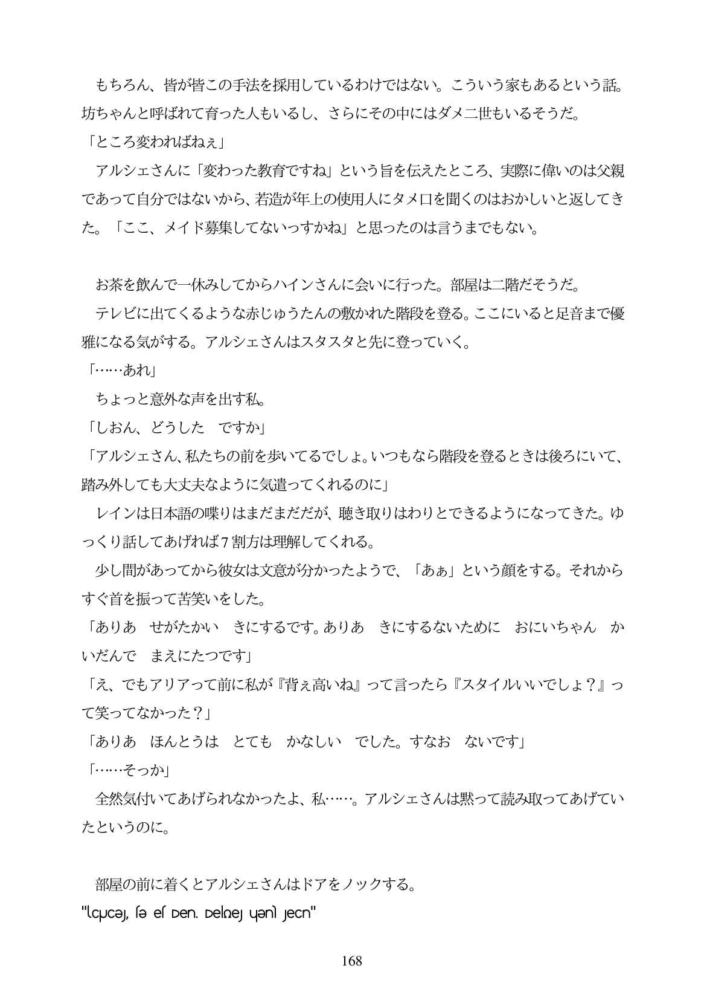 もちろん、皆が皆この手法を採用しているわけではない。こういう家もあるという話。
坊ちゃんと呼ばれて育った人もいるし、さらにその中にはダメ二世もいるそうだ。
「ところ変わればねぇ」
アルシェさんに「変わった教育ですね」という旨を伝えたところ、実際に偉いのは父親
であって自分ではないから、若造が年上の使用人にタメ口を聞くのはおかしいと返してき
た。「ここ、メイド募集してないっすかね」と思ったのは言うまでもない。
お茶を飲んで一休みしてからハインさんに会いに行った。部屋は二階だそうだ。
テレビに出てくるような赤じゅうたんの敷かれた階段を登る。ここにいると足音まで優
雅になる気がする。アルシェさんはスタスタと先に登っていく。
「……あれ」
ちょっと意外な声を出す私。
「しおん、どうした　ですか」
「アルシェさん、私たちの前を歩いてるでしょ。いつもなら階段を登るときは後ろにいて、
踏み外しても大丈夫なように気遣ってくれるのに」
レインは日本語の喋りはまだまだだが、聴き取りはわりとできるようになってきた。ゆ
っくり話してあげれば7割方は理解してくれる。
少し間があってから彼女は文意が分かったようで、「あぁ」という顔をする。それから
すぐ首を振って苦笑いをした。
「ありあ　せがたかい　きにするです。ありあ　きにするないために　おにいちゃん　か
いだんで　まえにたつです」
「え、でもアリアって前に私が『背ぇ高いね』って言ったら『スタイルいいでしょ？』っ
て笑ってなかった？」
「ありあ　ほんとうは　とても　かなしい　でした。すなお　ないです」
「……そっか」
全然気付いてあげられなかったよ、私……。アルシェさんは黙って読み取ってあげてい
たというのに。
部屋の前に着くとアルシェさんはドアをノックする。
168